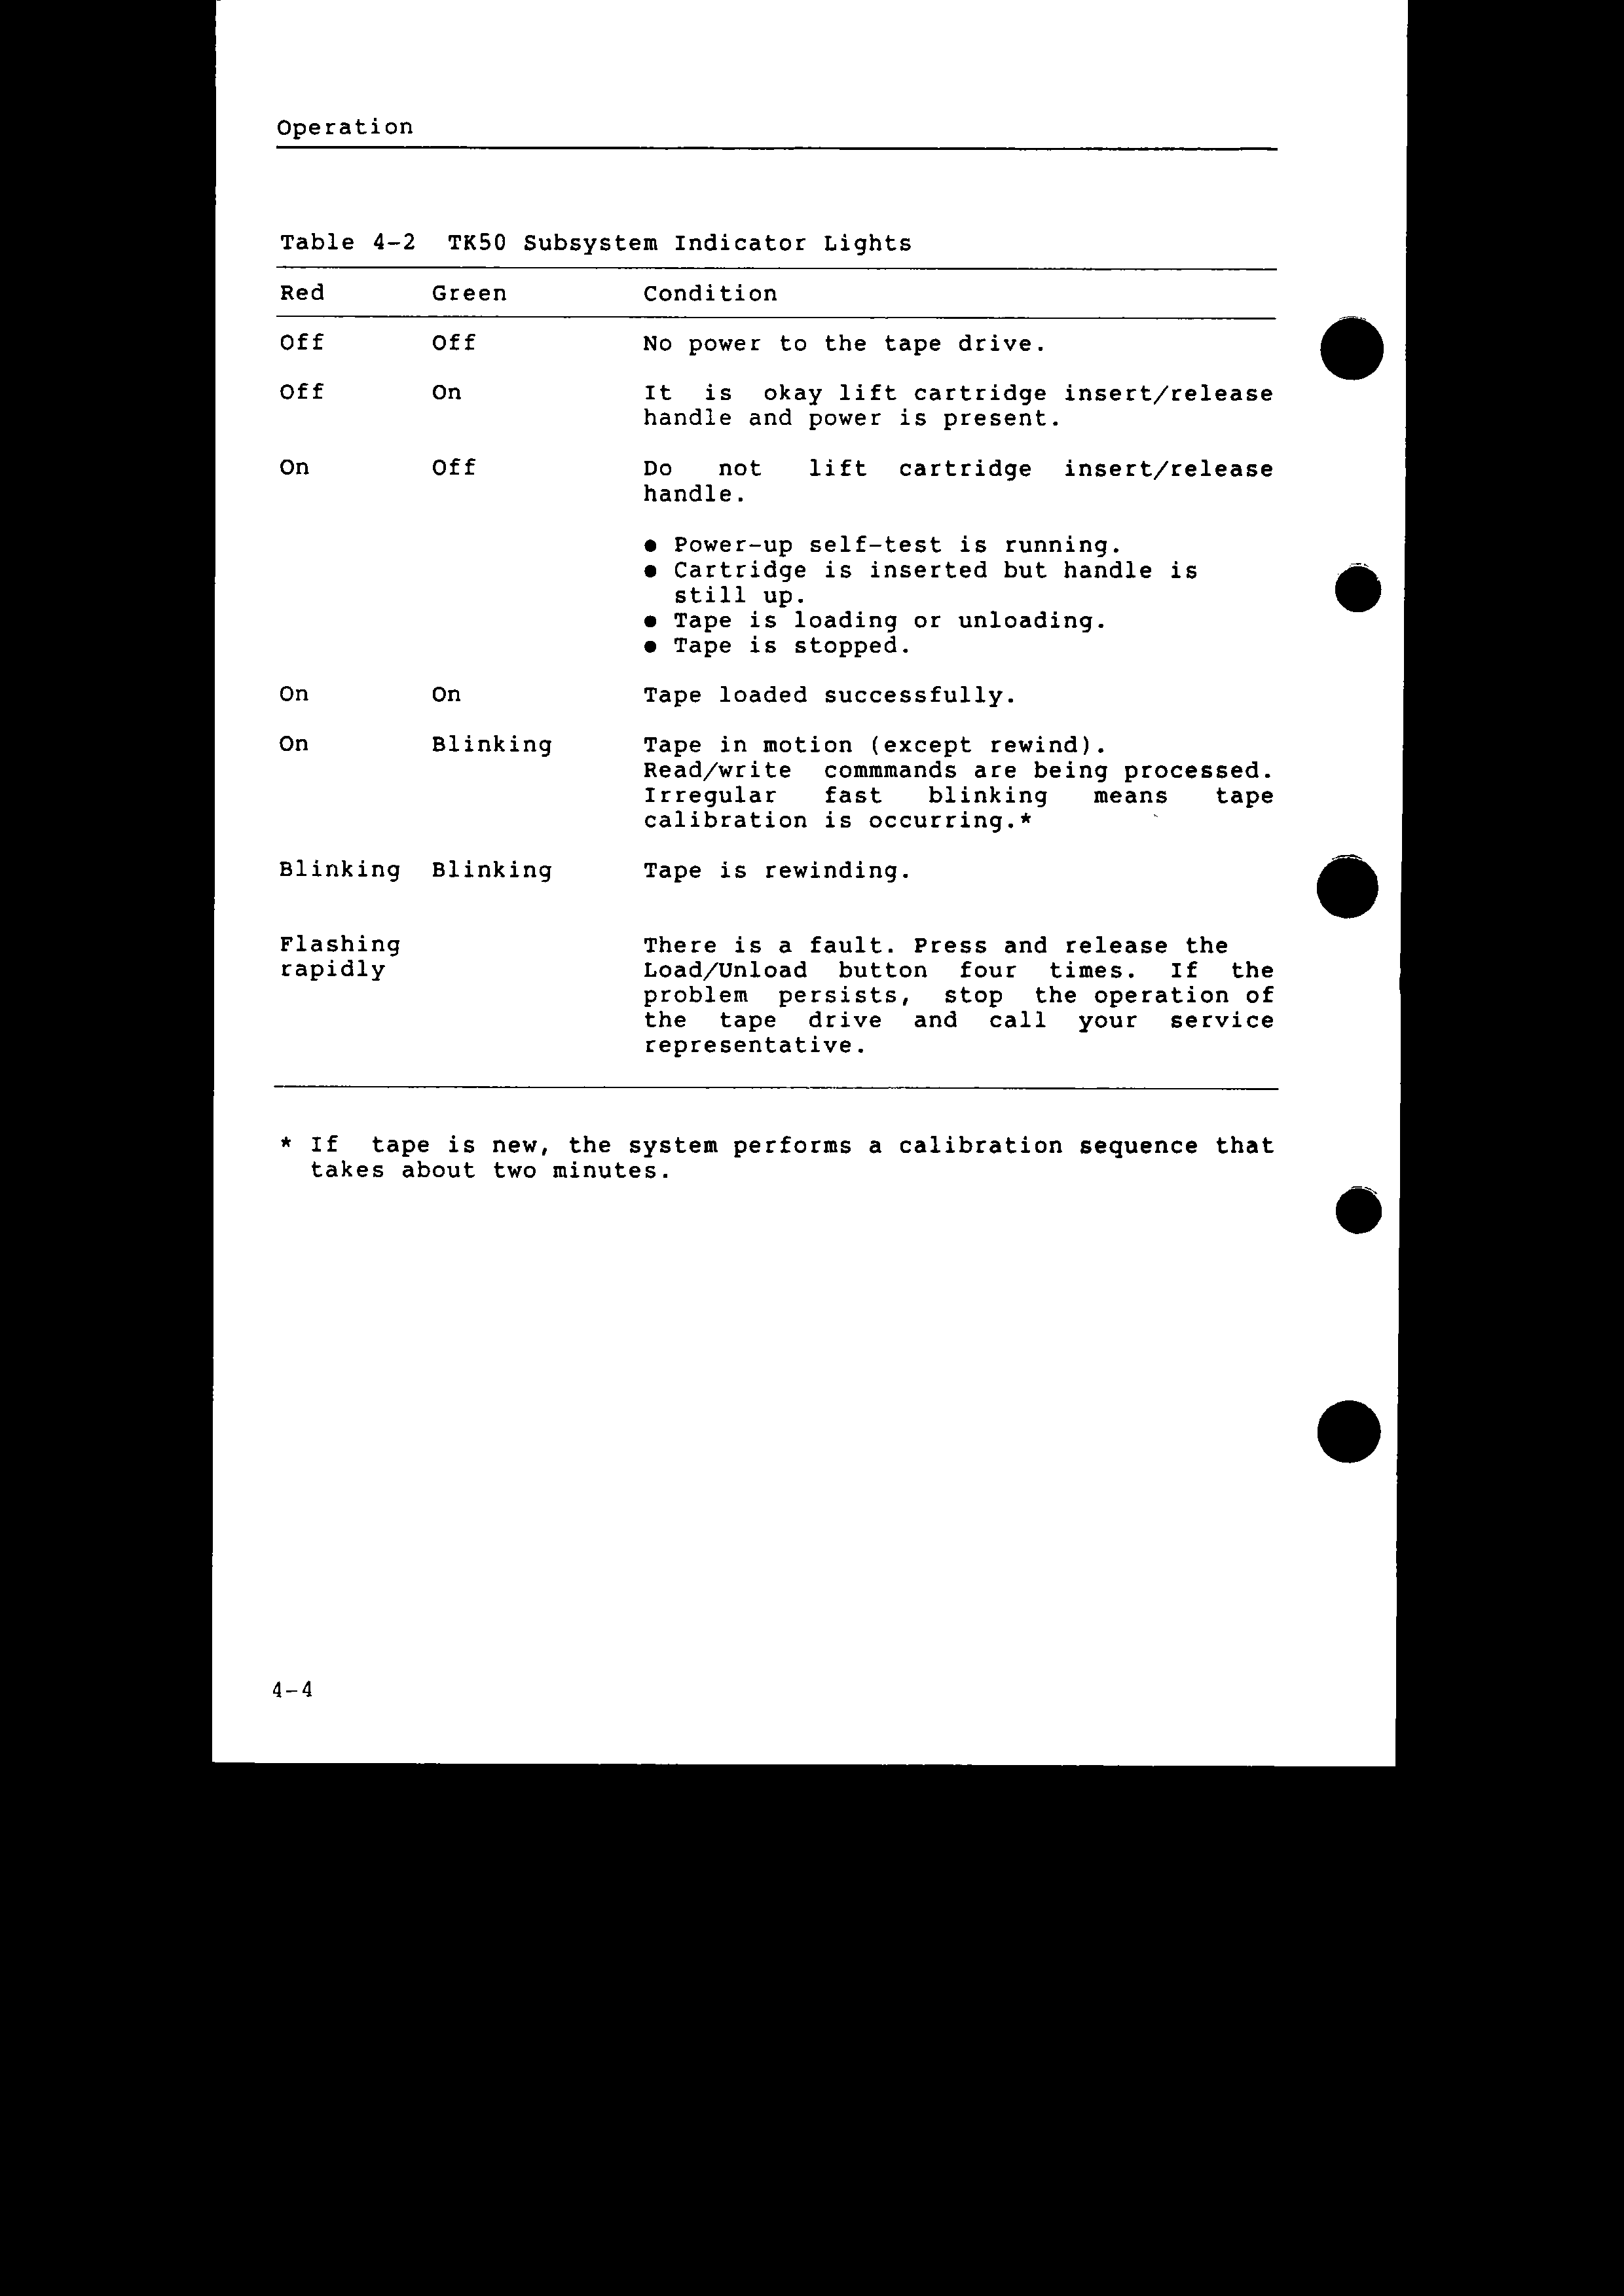 Operation
Table 4-2 TK50 Subsystem Indicator Lights
Red Green Condition
Off Off No power to the tape drive.
Off On It is okay lift cartridge insert/release
handle and power is present.
On Off Do not lift cartridge insert/release
handle.
● Power-up self-test is running.
● Cartridge is inserted but handle is
still up.
● Tape is loading or unloading.
● Tape is stopped.
On On Tape loaded successfully.
On Blinking Tape in motion (except rewind).
Read/write commmands are being processed.
Irregular fast blinking means tape
calibration is occurring.*
Blinking Blinking Tape is rewinding.
Flashing There is a fault. Press and release the
rapidly Load/Unload button four times. If the
problem persists, stop the operation of
the tape drive and call your service
representative.
* If tape is new, the system performs a calibration sequence that
takes about two minutes.
4-4